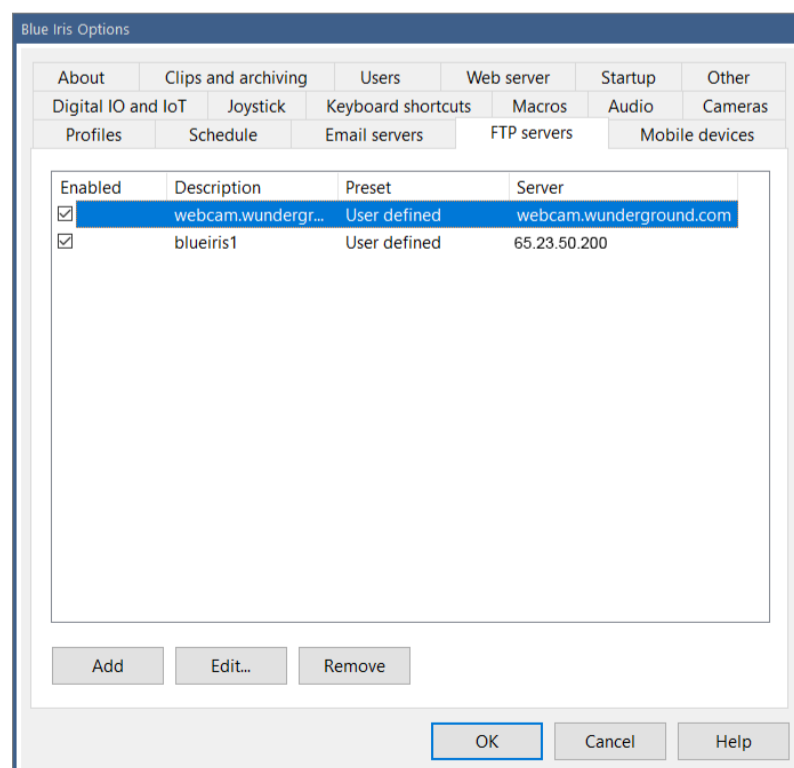 Blue Iris Options
About Clips and archiving Users Web server Startup Other
Digital IO and IoT Joystick Keyboard shortcuts Macros Audio Cameras
Profiles Schedule Email servers FTP servers Mobile devices
Enabled Description Preset Server
webcam.wundergr... User defined webcam.wunderground.com
blueiris1 User defined 65.23.50.200
Add Edit... Remove
OK Cancel Help